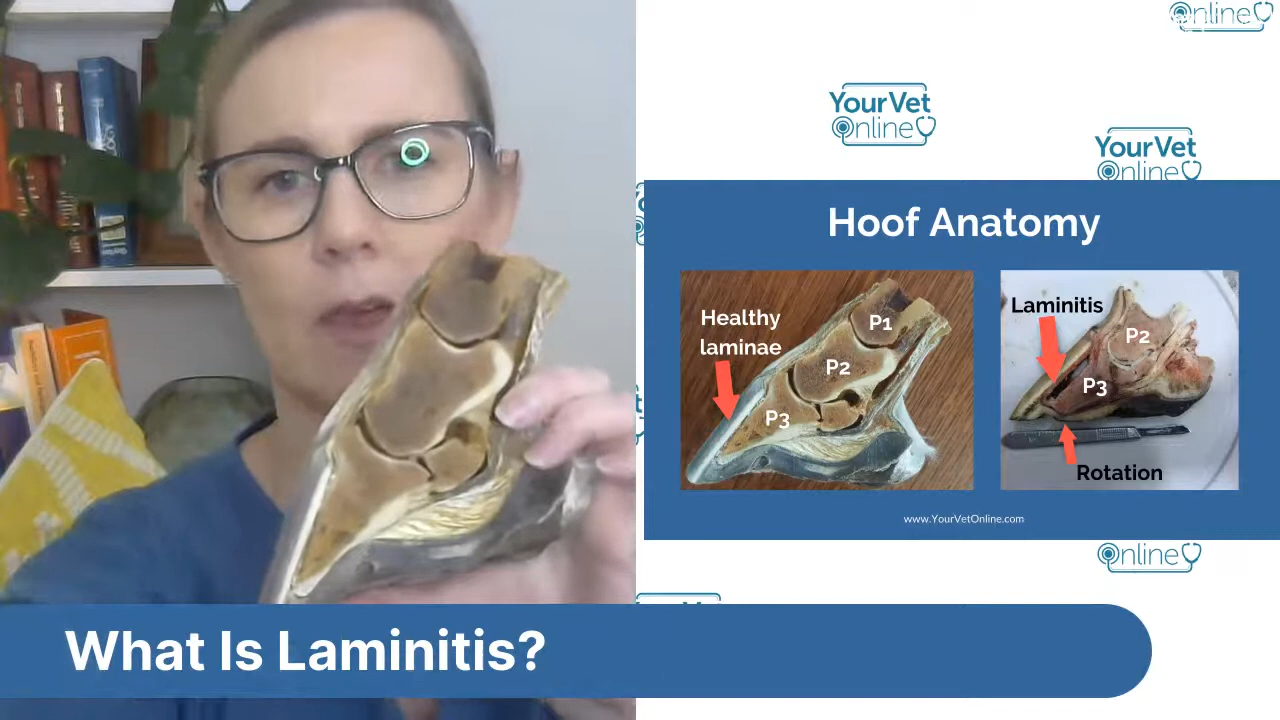 Online
YourVet
Online
YourVet
Online
Hoof Anatomy
Healthy
laminae
P1
P2
P3
Laminitis
P2
P3
Rotation
www.YourVetOnline.com
Online
What Is Laminitis?